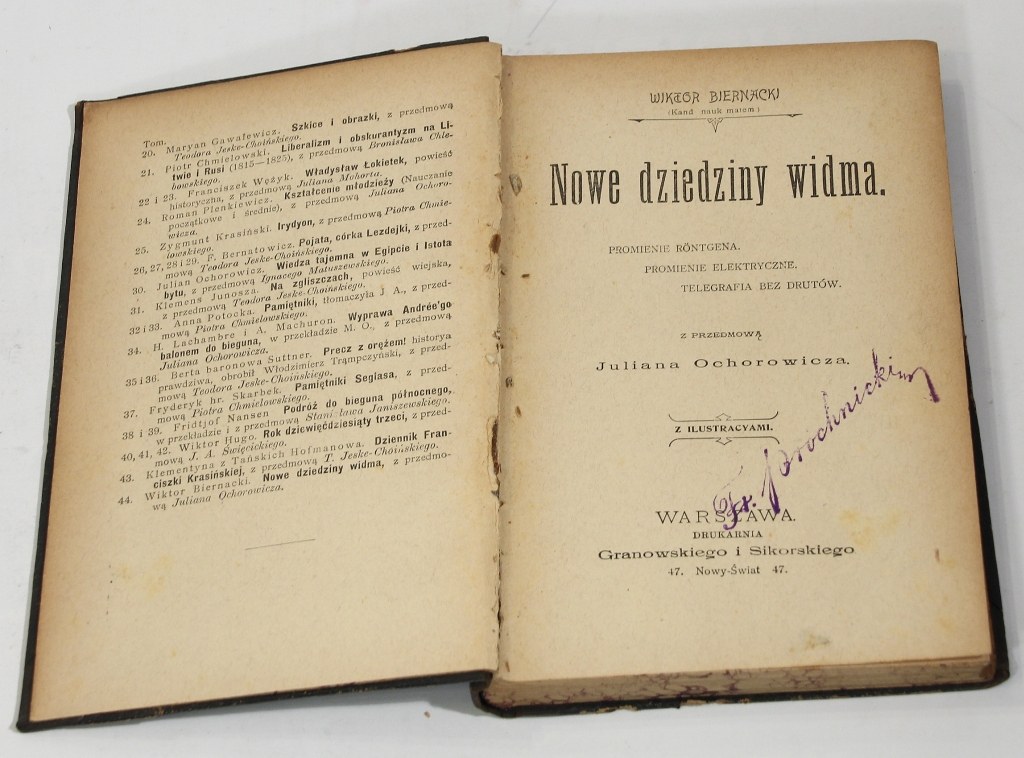 Tom.
20. Maryan Gawalewicz. Szkice i obrazki, z przedmową
Teodora Jeske-Choińskiego.
21. Piotr Chmielowski. Liberalizm i obskurantyzm na Li-
twie i Rusi (1815—1825), z przedmową Bronisława Chle-
bowskiego.
22 i 23. Franciszek Wężyk. Władysław Łokietek, powieść
historyczna, z przedmową Juliana Mohorta.
24. Roman Plenkiewicz. Kształcenie młodzieży (Nauczanie
początkowe i średnie), z przedmową Juliana Ochoro-
wicza.
25. Zygmunt Krasiński. Irydyon, z przedmową Piotra Chmie-
lowskiego.
26, 27, 28 i 29. F. Bernatowicz. Pojata, córka Lezdejki, z przed-
mową Teodora Jeske-Choińskiego.
30. Julian Ochorowicz. Wiedza tajemna w Egipcie i Istota
bytu, z przedmową Ignacego Matuszewskiego.
31. Klemens Junosza. Na zgliszczach, powieść wiejska,
z przedmową Teodora Jeske-Choińskiego.
32 i 33. Anna Potocka. Pamiętniki, tłomaczyła J. A., z przed-
mową Piotra Chmielowskiego.
34. H. Lachambre i A. Machuron. Wyprawa Andrée'go
balonem do bieguna, w przekładzie M. O., z przedmową
Juliana Ochorowicza.
35 i 36. Berta baronowa Suttner. Precz z orężem! historya
prawdziwa, obrobił Włodzimierz Trąmpczyński, z przed-
mową Teodora Jeske-Choińskiego.
37. Fryderyk hr. Skarbek. Pamiętniki Seglasa, z przed-
mową Piotra Chmielowskiego.
38 i 39. Fridtjof Nansen Podróż do bieguna północnego,
w przekładzie i z przedmową Stanisława Janiszewskiego.
40, 41, 42. Wiktor Hugo. Rok dziewięćdziesiąty trzeci, z przed-
mową J. A. Święcickiego.
43. Klementyna z Tańskich Hofmanowa. Dziennik Fran-
ciszki Krasińskiej, z przedmową T. Jeske-Choińskiego.
44. Wiktor Biernacki. Nowe dziedziny widma, z przedmo-
wą Juliana Ochorowicza.
WIKTOR BIERNACKI
(Kand nauk matem)
Nowe dziedziny widma.
PROMIENIE RÖNTGENA.
PROMIENIE ELEKTRYCZNE.
TELEGRAFIA BEZ DRUTÓW.
Z PRZEDMOWĄ
Juliana Ochorowicza.
Z ILUSTRACYAMI.
Fr. Prochnicki
WARSZAWA.
DRUKARNIA
Granowskiego i Sikorskiego
47. Nowy-Świat 47.